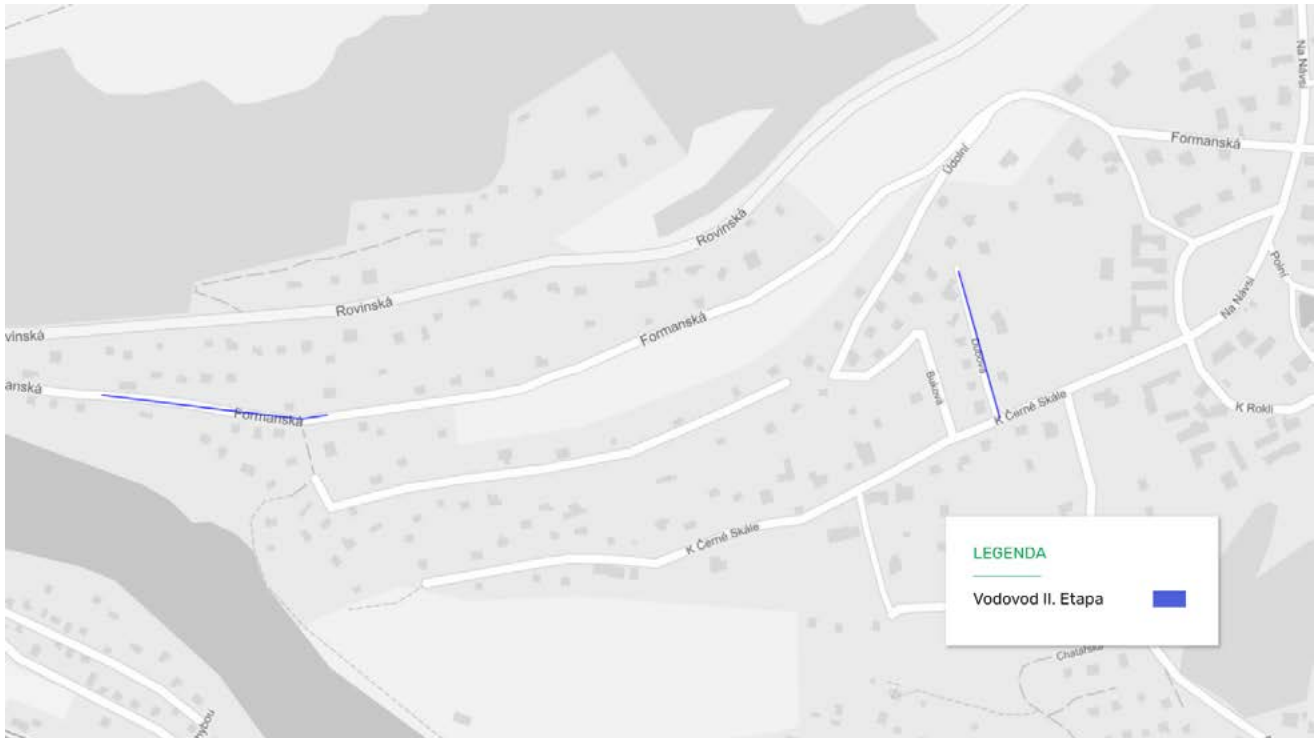 Na Návsi
Formanská
Údolní
Rovinská
Polní
Rovinská
Na Návsi
Formanská
vinská
anská
Dubová
Buková
K Rokli
Formanská
K Černé Skále
K Černé Skále
LEGENDA
Vodovod II. Etapa
Chatařská
hybou